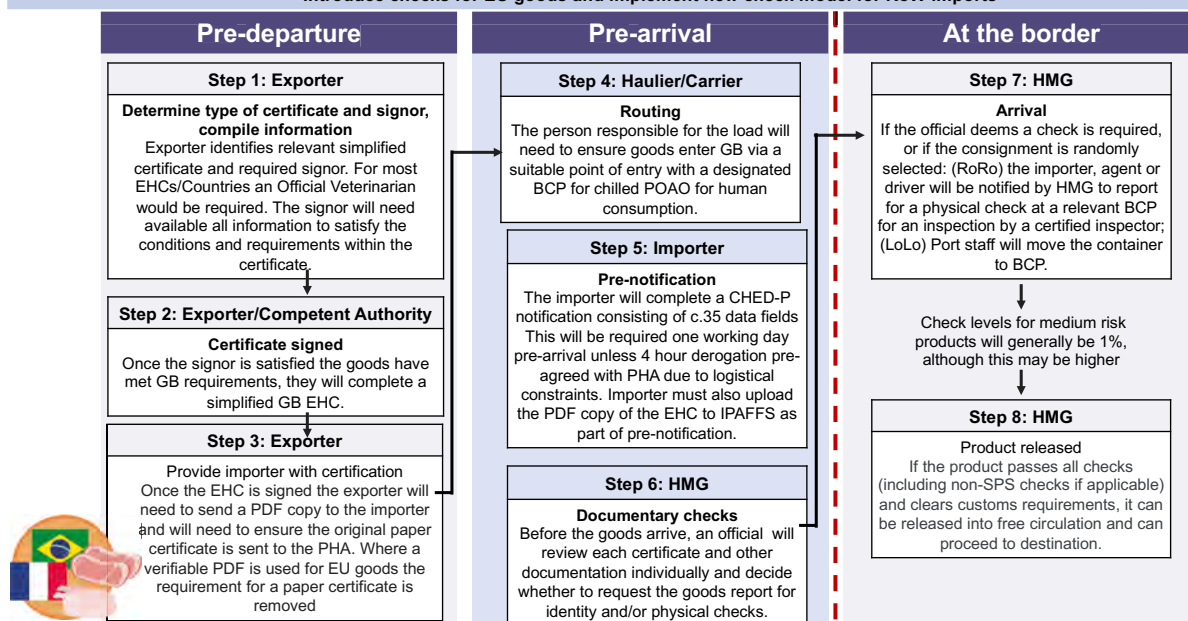 introduce checks for EU goods and implement new check model for RoW imports
Pre-departure
Step 1: Exporter
Determine type of certificate and signor,
compile information
Exporter identifies relevant simplified
certificate and required signor. For most
EHCs/Countries an Official Veterinarian
would be required. The signor will need
available all information to satisfy the
conditions and requirements within the
certificate.
Step 2: Exporter/Competent Authority
Certificate signed
Once the signor is satisfied the goods have
met GB requirements, they will complete a
simplified GB EHC.
Step 3: Exporter
Provide importer with certification
Once the EHC is signed the exporter will
need to send a PDF copy to the importer
and will need to ensure the original paper
certificate is sent to the PHA. Where a
verifiable PDF is used for EU goods the
requirement for a paper certificate is
removed
Pre-arrival
Step 4: Haulier/Carrier
Routing
The person responsible for the load will
need to ensure goods enter GB via a
suitable point of entry with a designated
BCP for chilled POAO for human
consumption.
Step 5: Importer
Pre-notification
The importer will complete a CHED-P
notification consisting of c.35 data fields
This will be required one working day
pre-arrival unless 4 hour derogation pre-
agreed with PHA due to logistical
constraints. Importer must also upload
the PDF copy of the EHC to IPAFFS as
part of pre-notification.
Step 6: HMG
Documentary checks
Before the goods arrive, an official will
review each certificate and other
documentation individually and decide
whether to request the goods report for
identity and/or physical checks.
At the border
Step 7: HMG
Arrival
If the official deems a check is required,
or if the consignment is randomly
selected: (RoRo) the importer, agent or
driver will be notified by HMG to report
for a physical check at a relevant BCP
for an inspection by a certified inspector;
(LoLo) Port staff will move the container
to BCP.
Check levels for medium risk
products will generally be 1%,
although this may be higher
Step 8: HMG
Product released
If the product passes all checks
(including non-SPS checks if applicable)
and clears customs requirements, it can
be released into free circulation and can
proceed to destination.